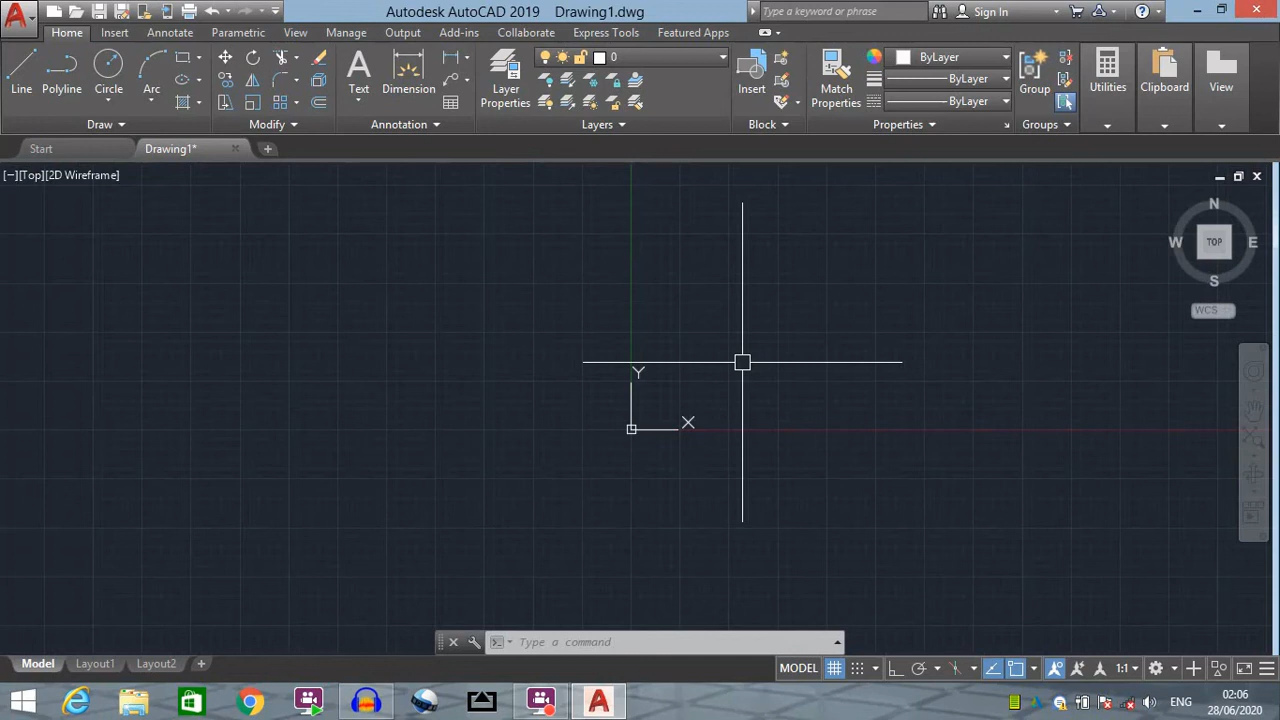 Autodesk AutoCAD 2019 Drawing1.dwg
Type a keyword or phrase
Sign In
Home Insert Annotate Parametric View Manage Output Add-ins Collaborate Express Tools Featured Apps
0
ByLayer
ByLayer
ByLayer
Line Polyline Circle Arc
Text Dimension
Layer Properties
Insert
Match Properties
Group
Utilities Clipboard View
Draw Modify Annotation Layers Block Properties Groups
Start Drawing1*
[−][Top][2D Wireframe]
N
W TOP E
S
WCS
Y
X
Type a command
Model Layout1 Layout2
MODEL 1:1
ENG
02:06
28/06/2020